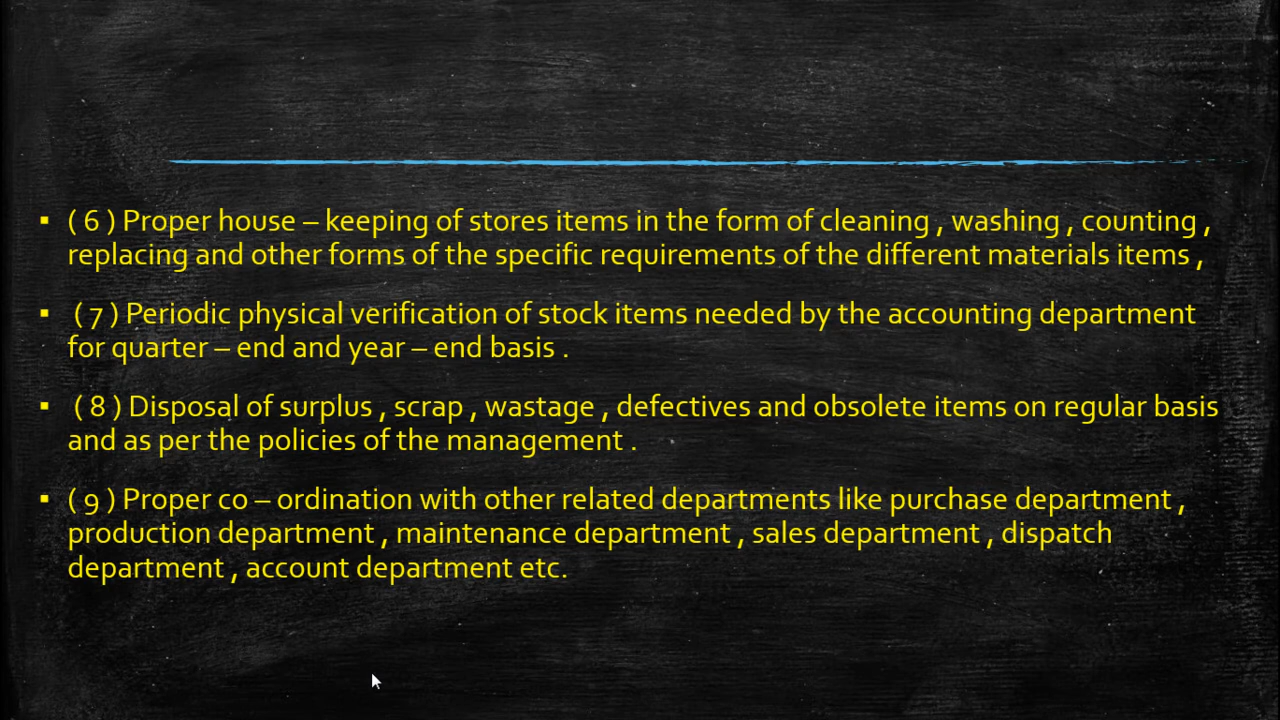 ▪ ( 6 ) Proper house – keeping of stores items in the form of cleaning , washing , counting ,
replacing and other forms of the specific requirements of the different materials items ,
▪ ( 7 ) Periodic physical verification of stock items needed by the accounting department
for quarter – end and year – end basis .
▪ ( 8 ) Disposal of surplus , scrap , wastage , defectives and obsolete items on regular basis
and as per the policies of the management .
▪ ( 9 ) Proper co – ordination with other related departments like purchase department ,
production department , maintenance department , sales department , dispatch
department , account department etc.